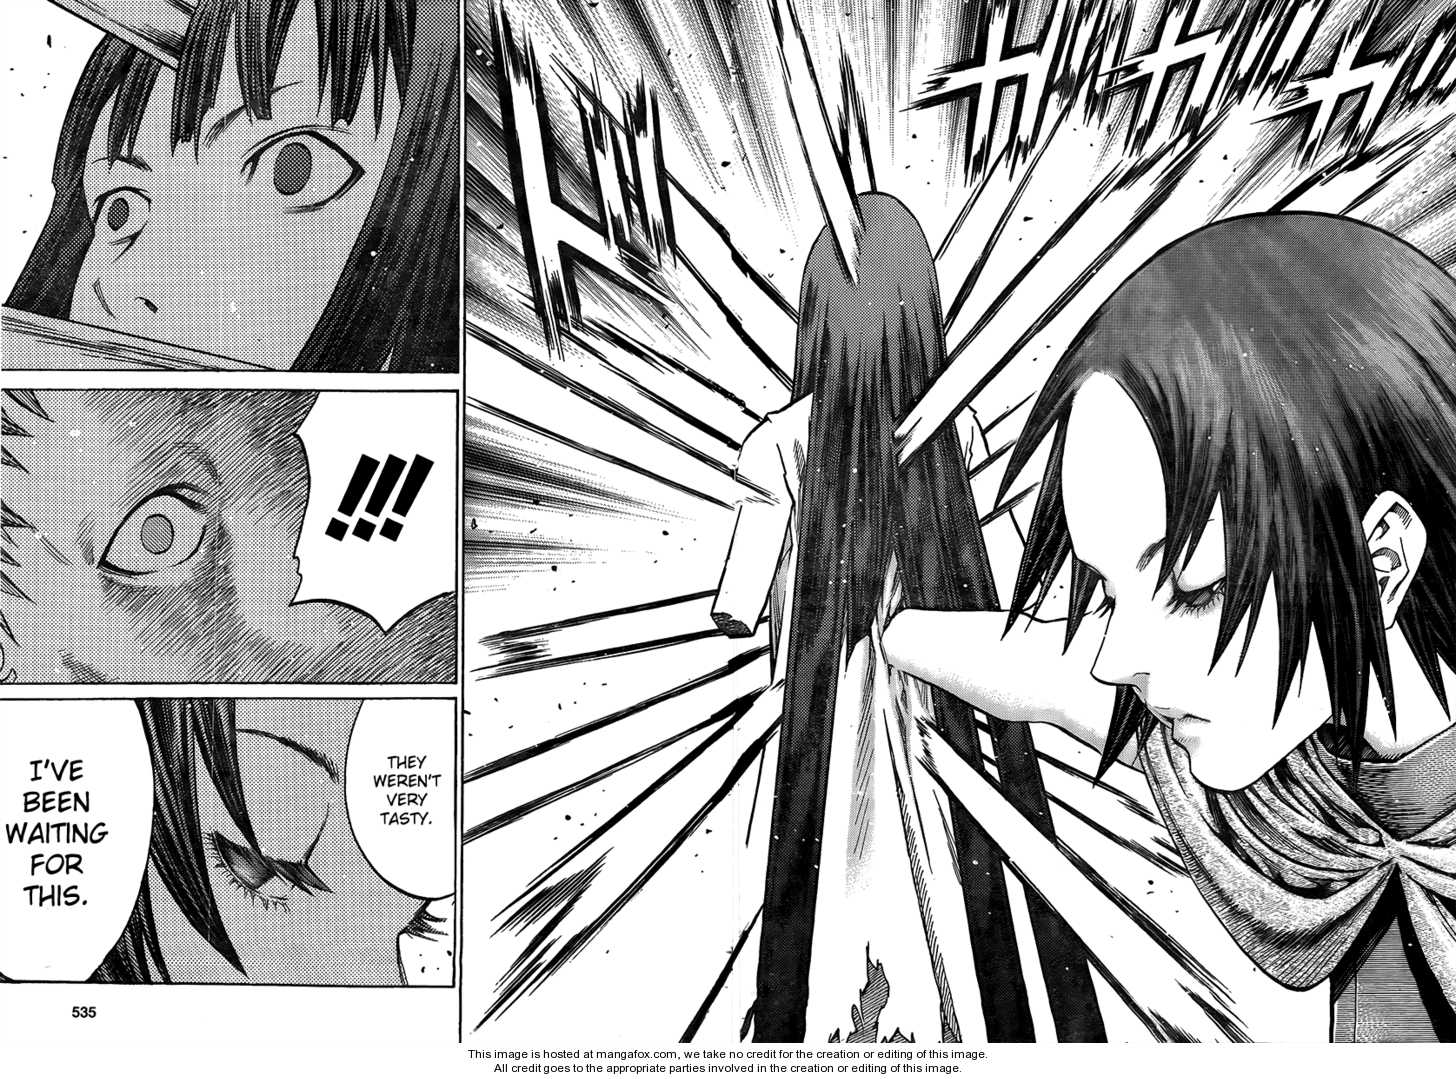 !!!
THEY
WEREN'T
VERY
TASTY.
I'VE
BEEN
WAITING
FOR
THIS.
535
This image is hosted at mangafox.com, we take no credit for the creation or editing of this image.
All credit goes to the appropriate parties involved in the creation or editing of this image.